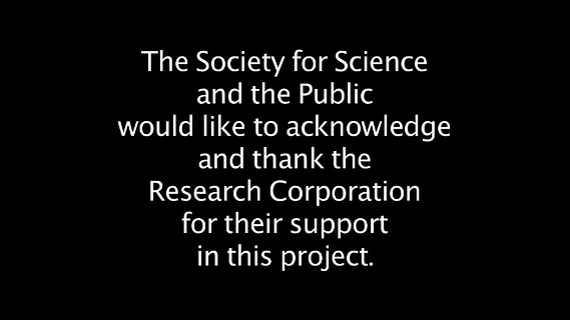 The Society for Science
and the Public
would like to acknowledge
and thank the
Research Corporation
for their support
in this project.